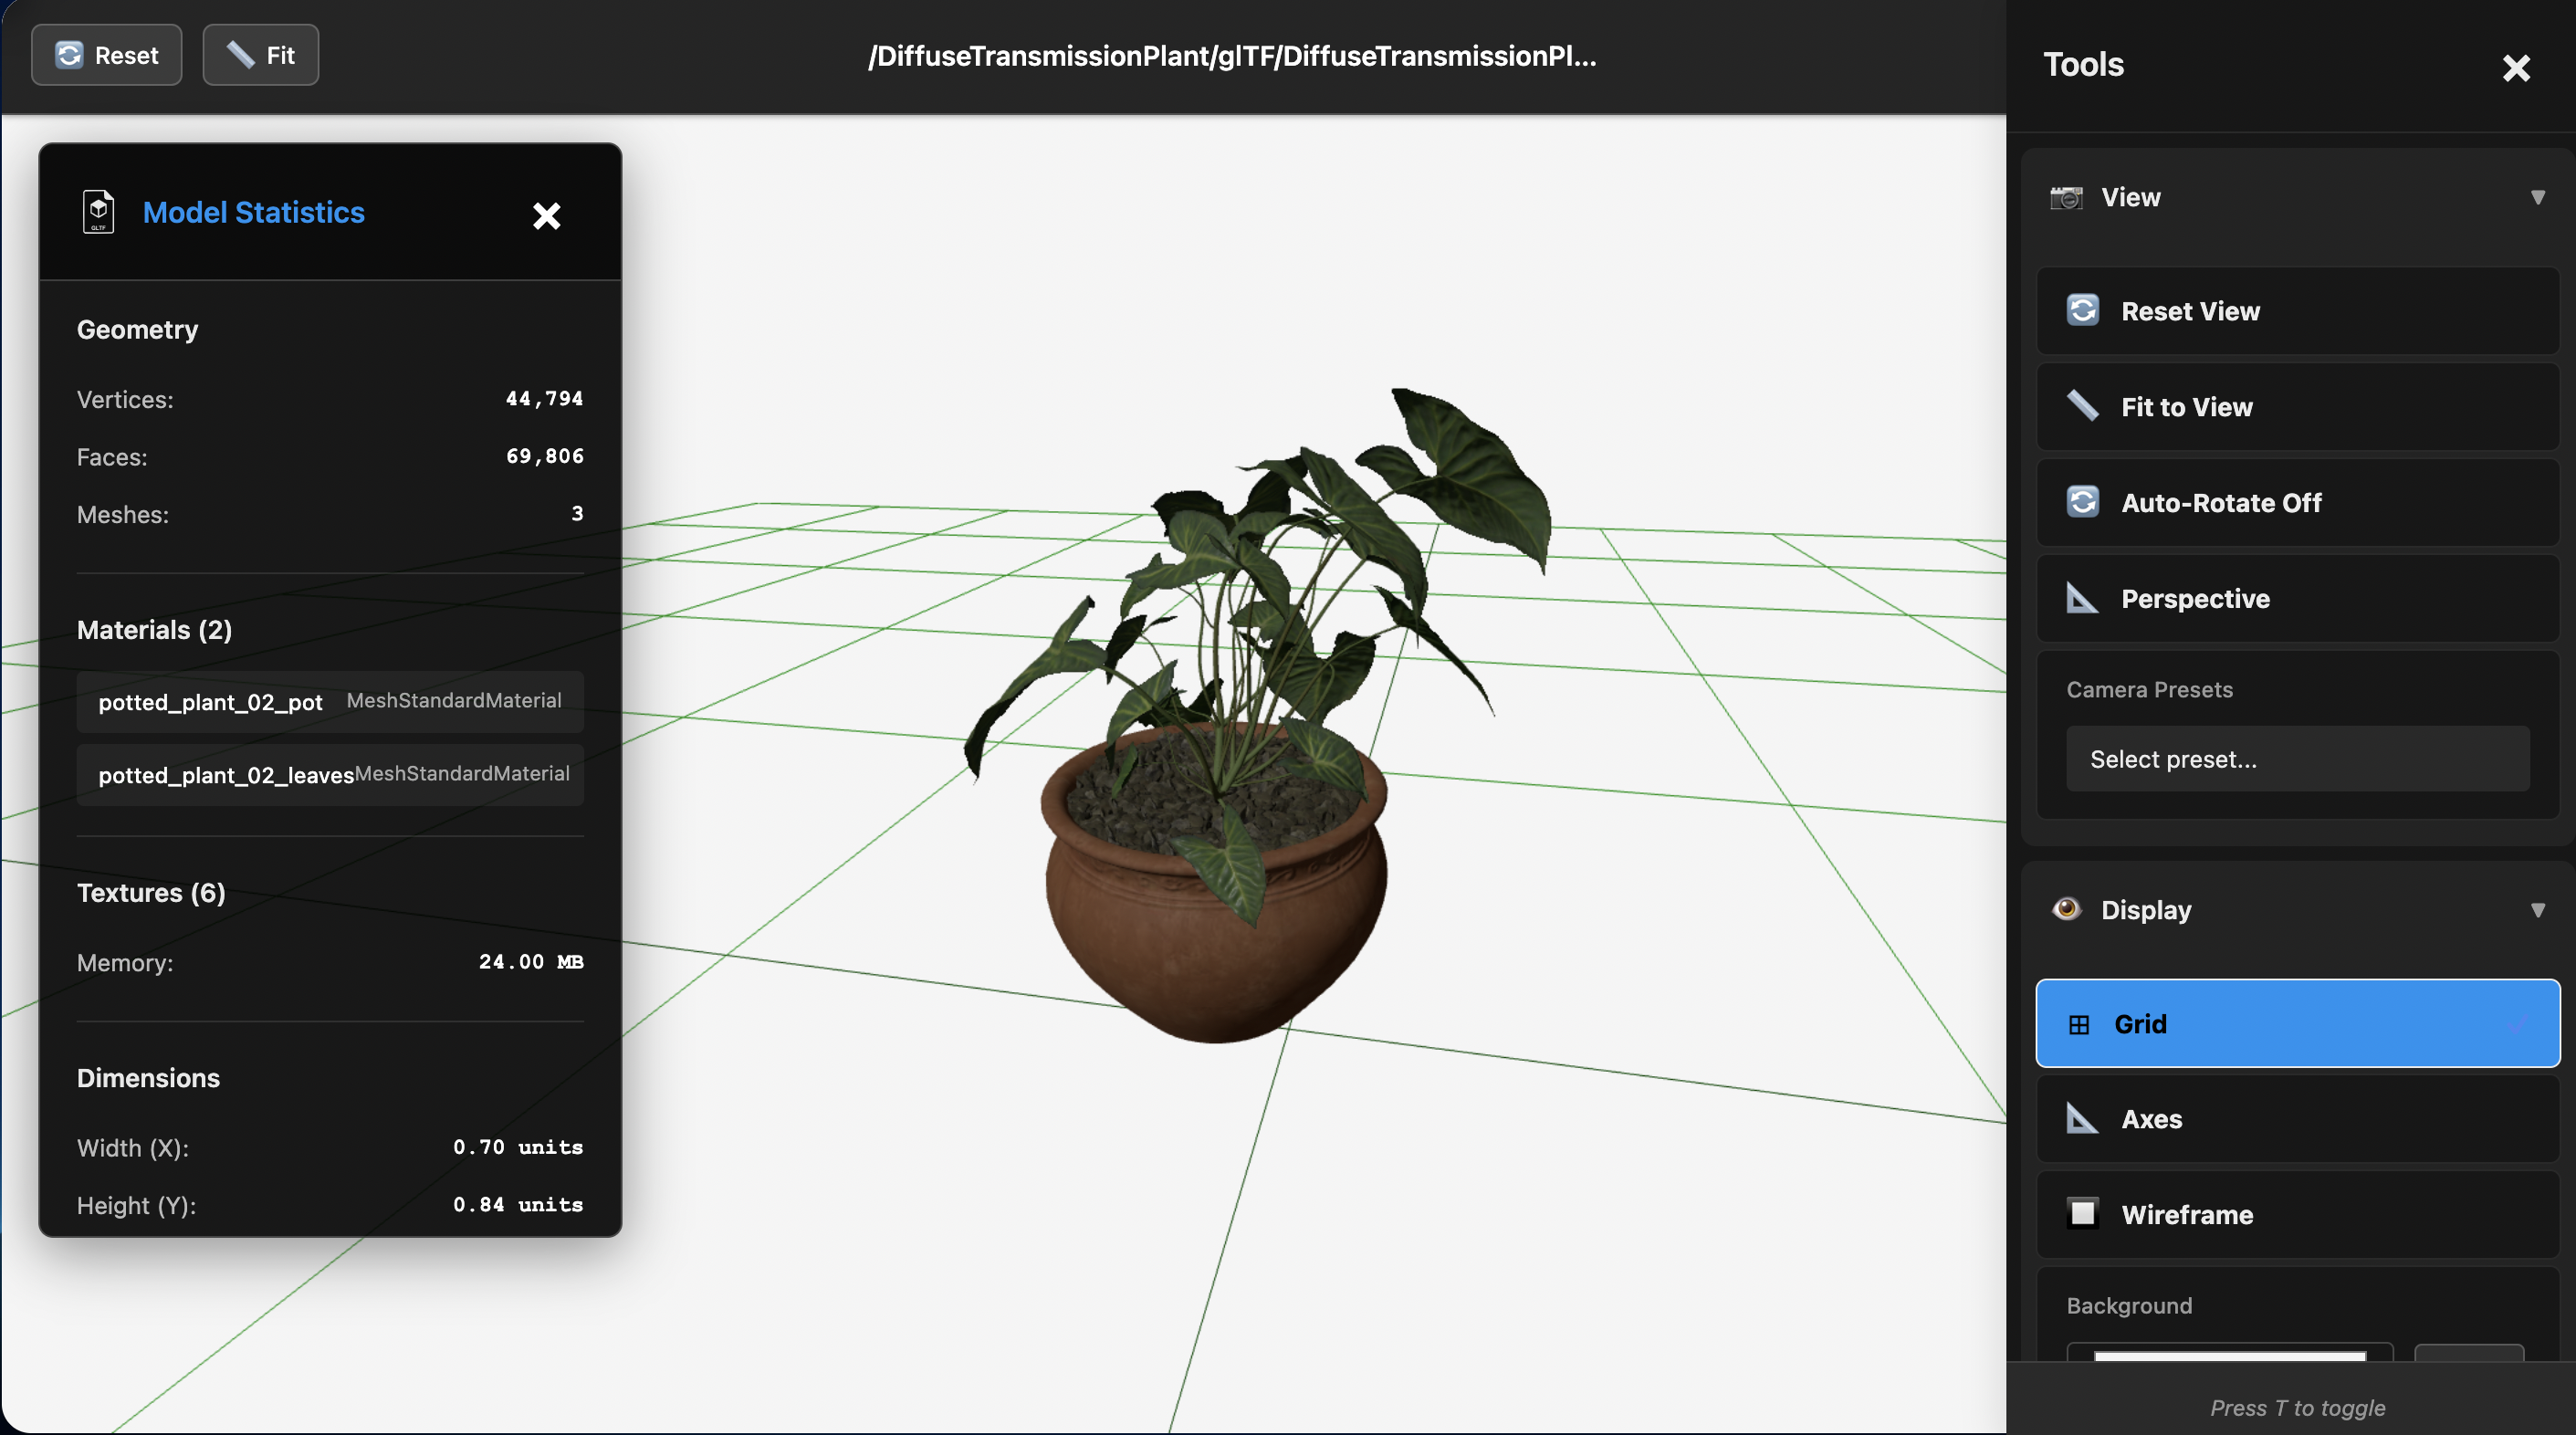 Reset
Fit
/DiffuseTransmissionPlant/glTF/DiffuseTransmissionPl...
Tools
GLTF
Model Statistics
Geometry
Vertices: 44,794
Faces: 69,806
Meshes: 3
Materials (2)
potted_plant_02_pot MeshStandardMaterial
potted_plant_02_leaves MeshStandardMaterial
Textures (6)
Memory: 24.00 MB
Dimensions
Width (X): 0.70 units
Height (Y): 0.84 units
View
Reset View
Fit to View
Auto-Rotate Off
Perspective
Camera Presets
Select preset...
Display
Grid
Axes
Wireframe
Background
Press T to toggle